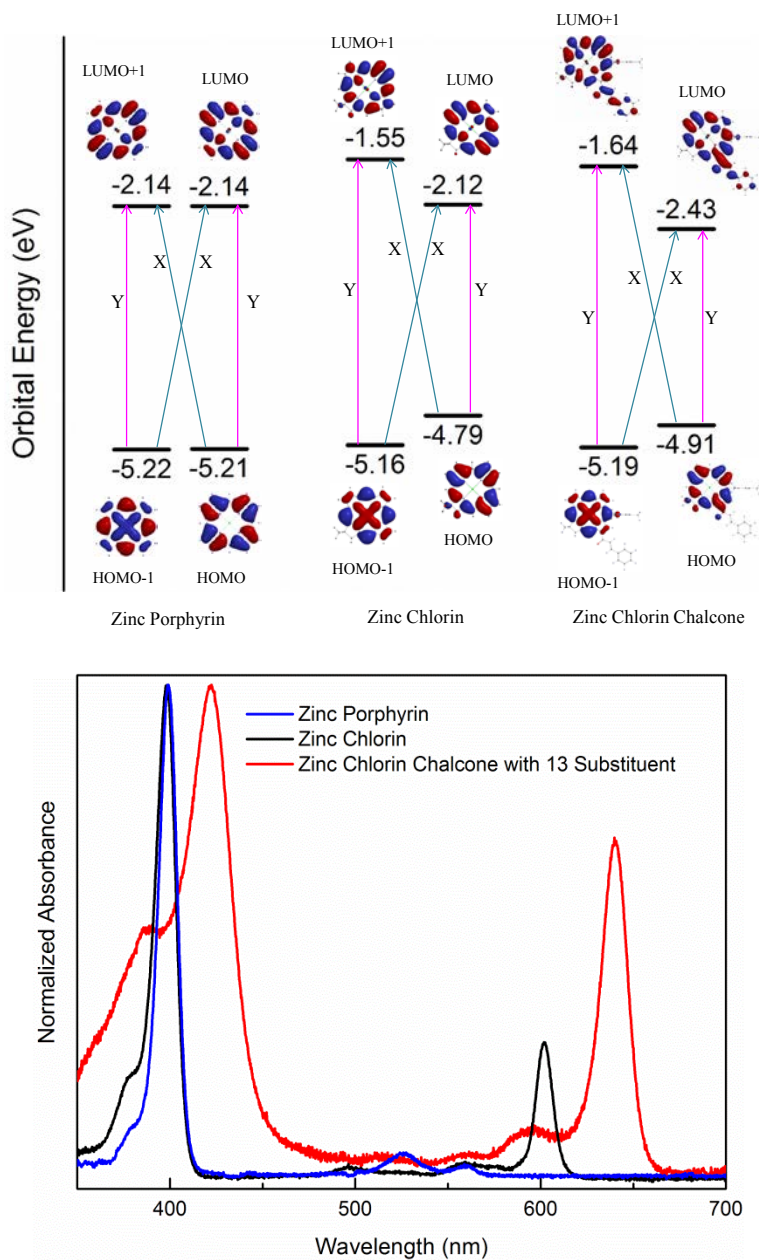 Orbital Energy (eV)
LUMO+1
LUMO
-2.14
-2.14
X
X
Y
Y
-5.22
-5.21
HOMO-1
HOMO
Zinc Porphyrin
LUMO+1
LUMO
-1.55
-2.12
X
X
Y
Y
-5.16
-4.79
HOMO-1
HOMO
Zinc Chlorin
LUMO+1
LUMO
-1.64
-2.43
X
X
Y
Y
-5.19
-4.91
HOMO-1
HOMO
Zinc Chlorin Chalcone
Zinc Porphyrin
Zinc Chlorin
Zinc Chlorin Chalcone with 13 Substituent
Normalized Absorbance
400
500
600
700
Wavelength (nm)